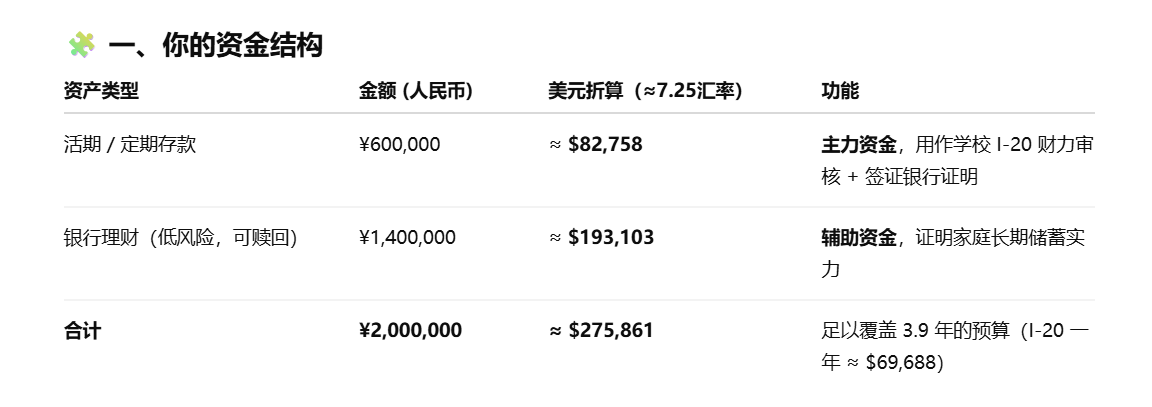 一、你的资金结构
资产类型 金额 (人民币) 美元折算（≈7.25汇率） 功能
活期 / 定期存款 ¥600,000 ≈ $82,758 主力资金，用作学校 I-20 财力审
核 + 签证银行证明
银行理财（低风险，可赎回） ¥1,400,000 ≈ $193,103 辅助资金，证明家庭长期储蓄实
力
合计 ¥2,000,000 ≈ $275,861 足以覆盖 3.9 年的预算（I-20 一
年 ≈ $69,688）